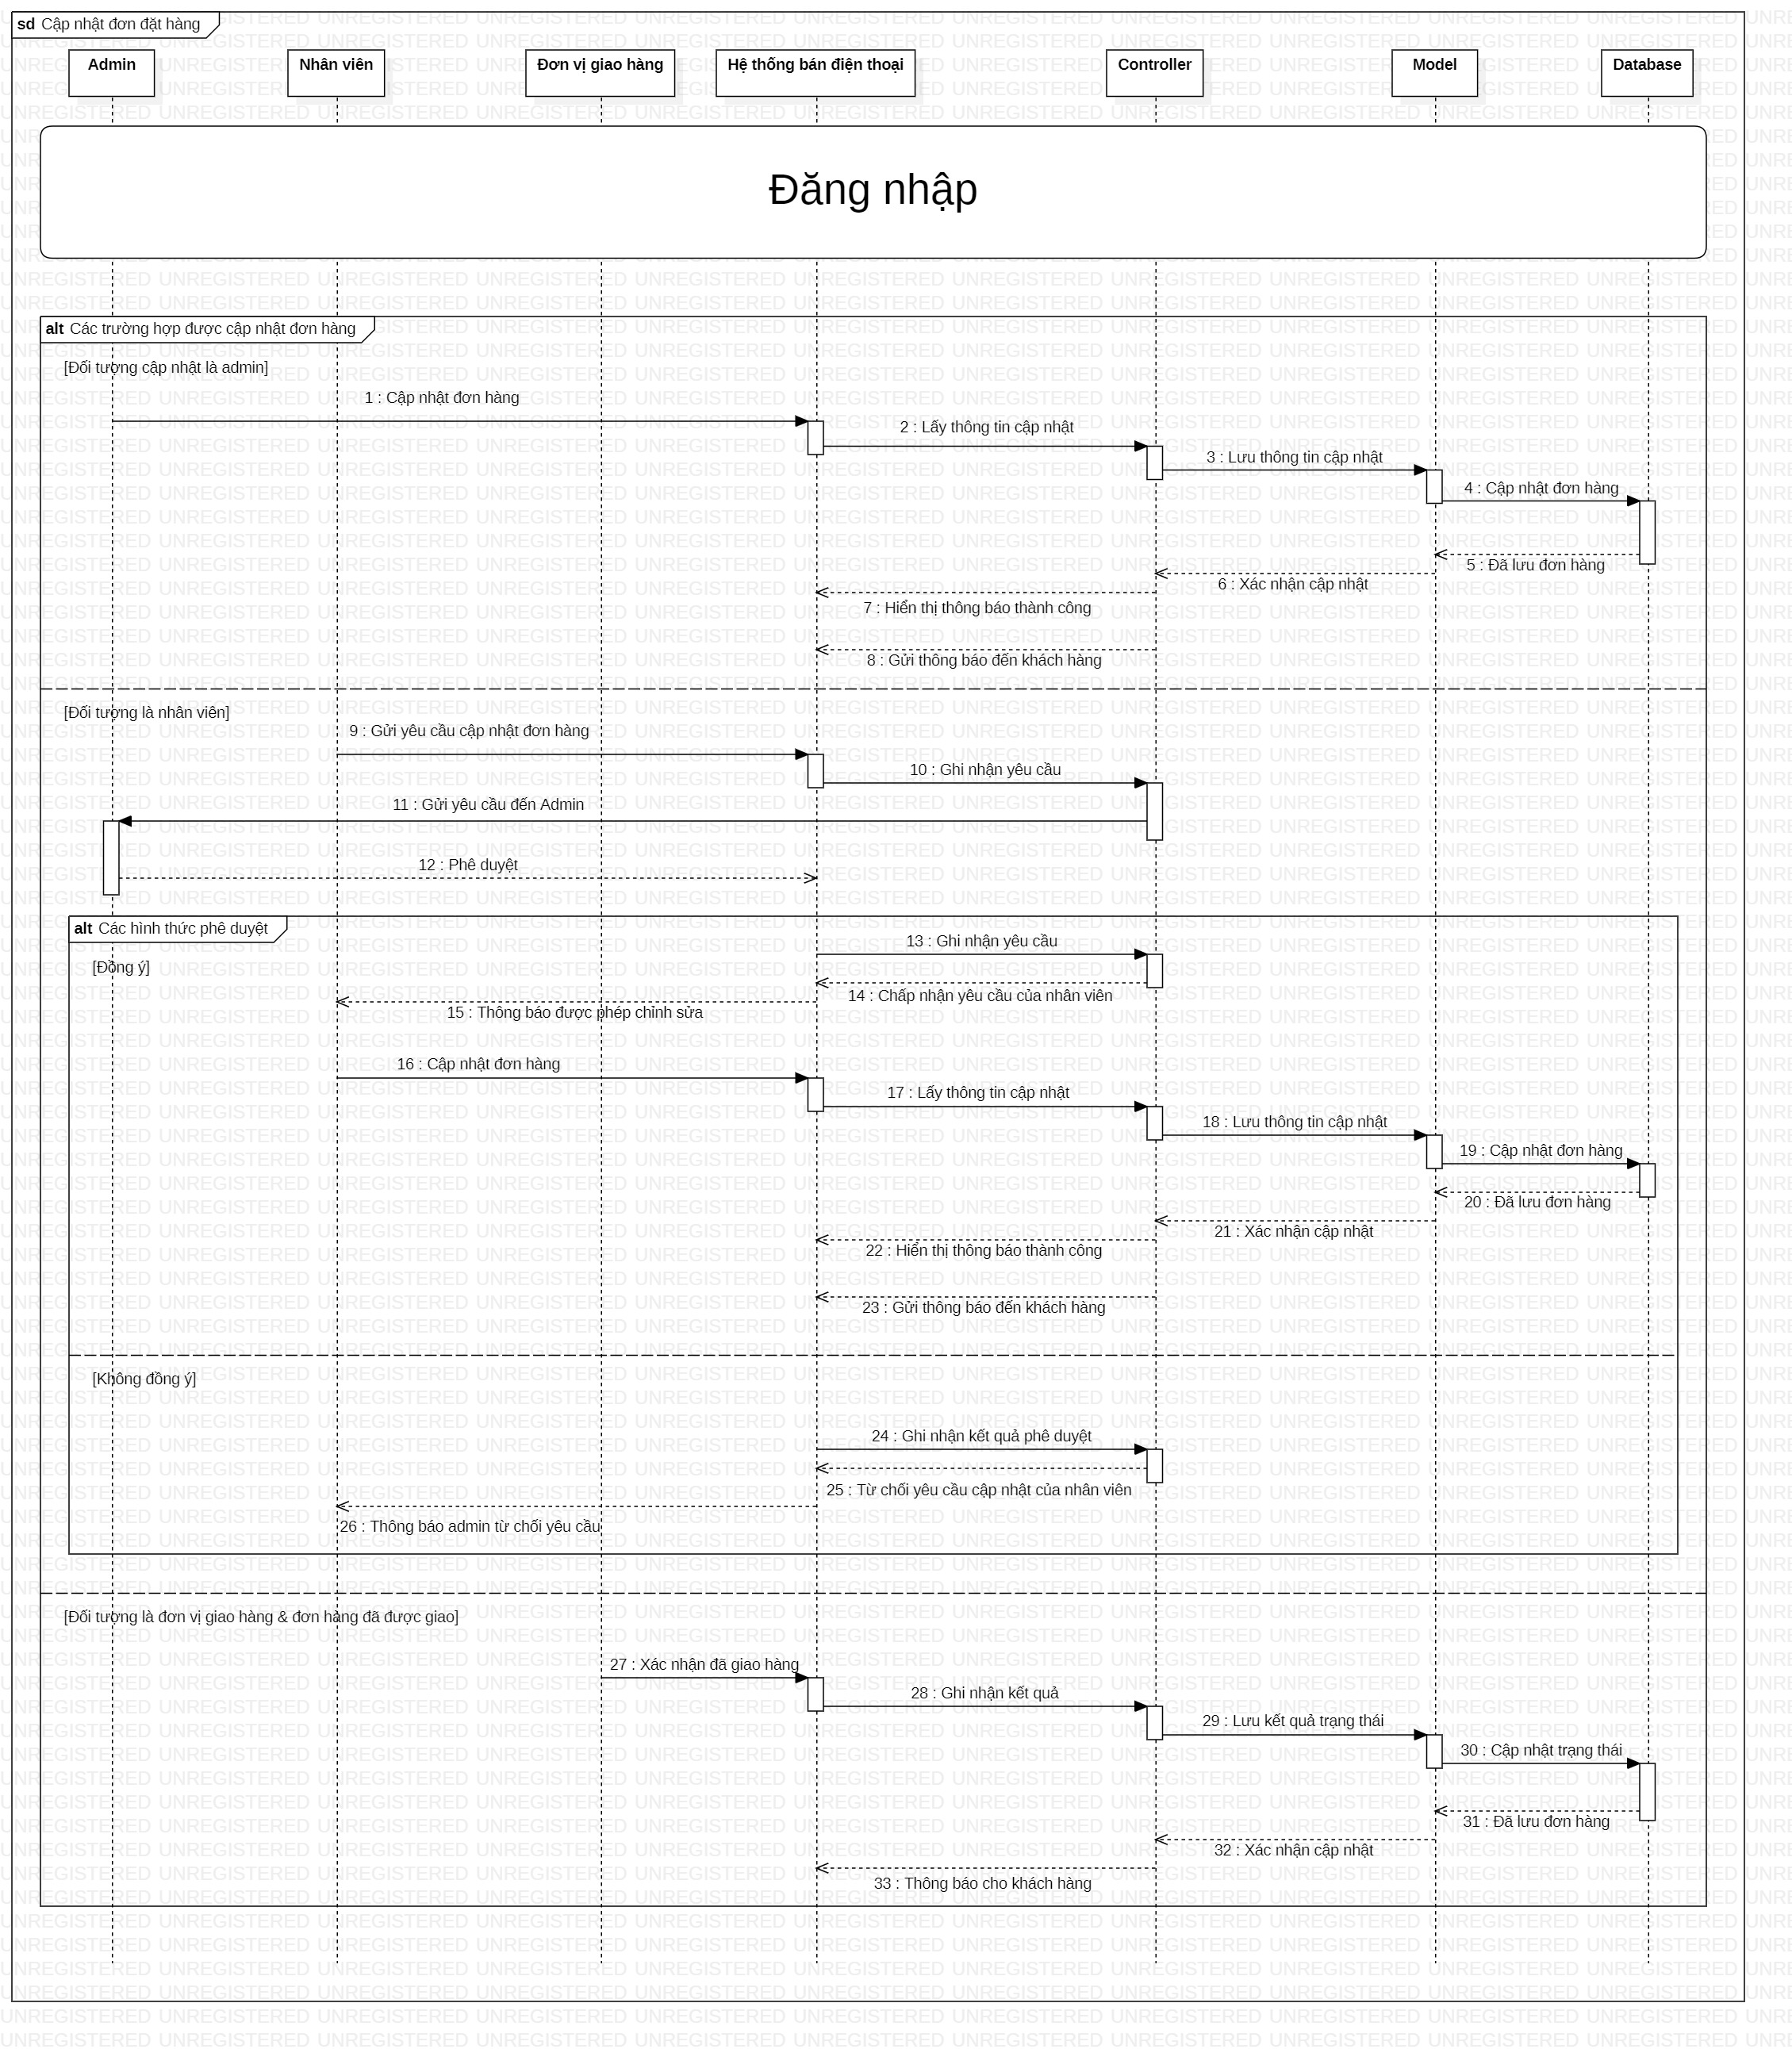 sd Cập nhật đơn đặt hàng
Admin
Nhân viên
Đơn vị giao hàng
Hệ thống bán điện thoại
Controller
Model
Database
Đăng nhập
alt Các trường hợp được cập nhật đơn hàng
[Đối tượng cập nhật là admin]
1 : Cập nhật đơn hàng
2 : Lấy thông tin cập nhật
3 : Lưu thông tin cập nhật
4 : Cập nhật đơn hàng
5 : Đã lưu đơn hàng
6 : Xác nhận cập nhật
7 : Hiển thị thông báo thành công
8 : Gửi thông báo đến khách hàng
[Đối tượng là nhân viên]
9 : Gửi yêu cầu cập nhật đơn hàng
10 : Ghi nhận yêu cầu
11 : Gửi yêu cầu đến Admin
12 : Phê duyệt
alt Các hình thức phê duyệt
13 : Ghi nhận yêu cầu
[Đồng ý]
14 : Chấp nhận yêu cầu của nhân viên
15 : Thông báo được phép chỉnh sửa
16 : Cập nhật đơn hàng
17 : Lấy thông tin cập nhật
18 : Lưu thông tin cập nhật
19 : Cập nhật đơn hàng
20 : Đã lưu đơn hàng
21 : Xác nhận cập nhật
22 : Hiển thị thông báo thành công
23 : Gửi thông báo đến khách hàng
[Không đồng ý]
24 : Ghi nhận kết quả phê duyệt
25 : Từ chối yêu cầu cập nhật của nhân viên
26 : Thông báo admin từ chối yêu cầu
[Đối tượng là đơn vị giao hàng & đơn hàng đã được giao]
27 : Xác nhận đã giao hàng
28 : Ghi nhận kết quả
29 : Lưu kết quả trạng thái
30 : Cập nhật trạng thái
31 : Đã lưu đơn hàng
32 : Xác nhận cập nhật
33 : Thông báo cho khách hàng
UNREGISTERED